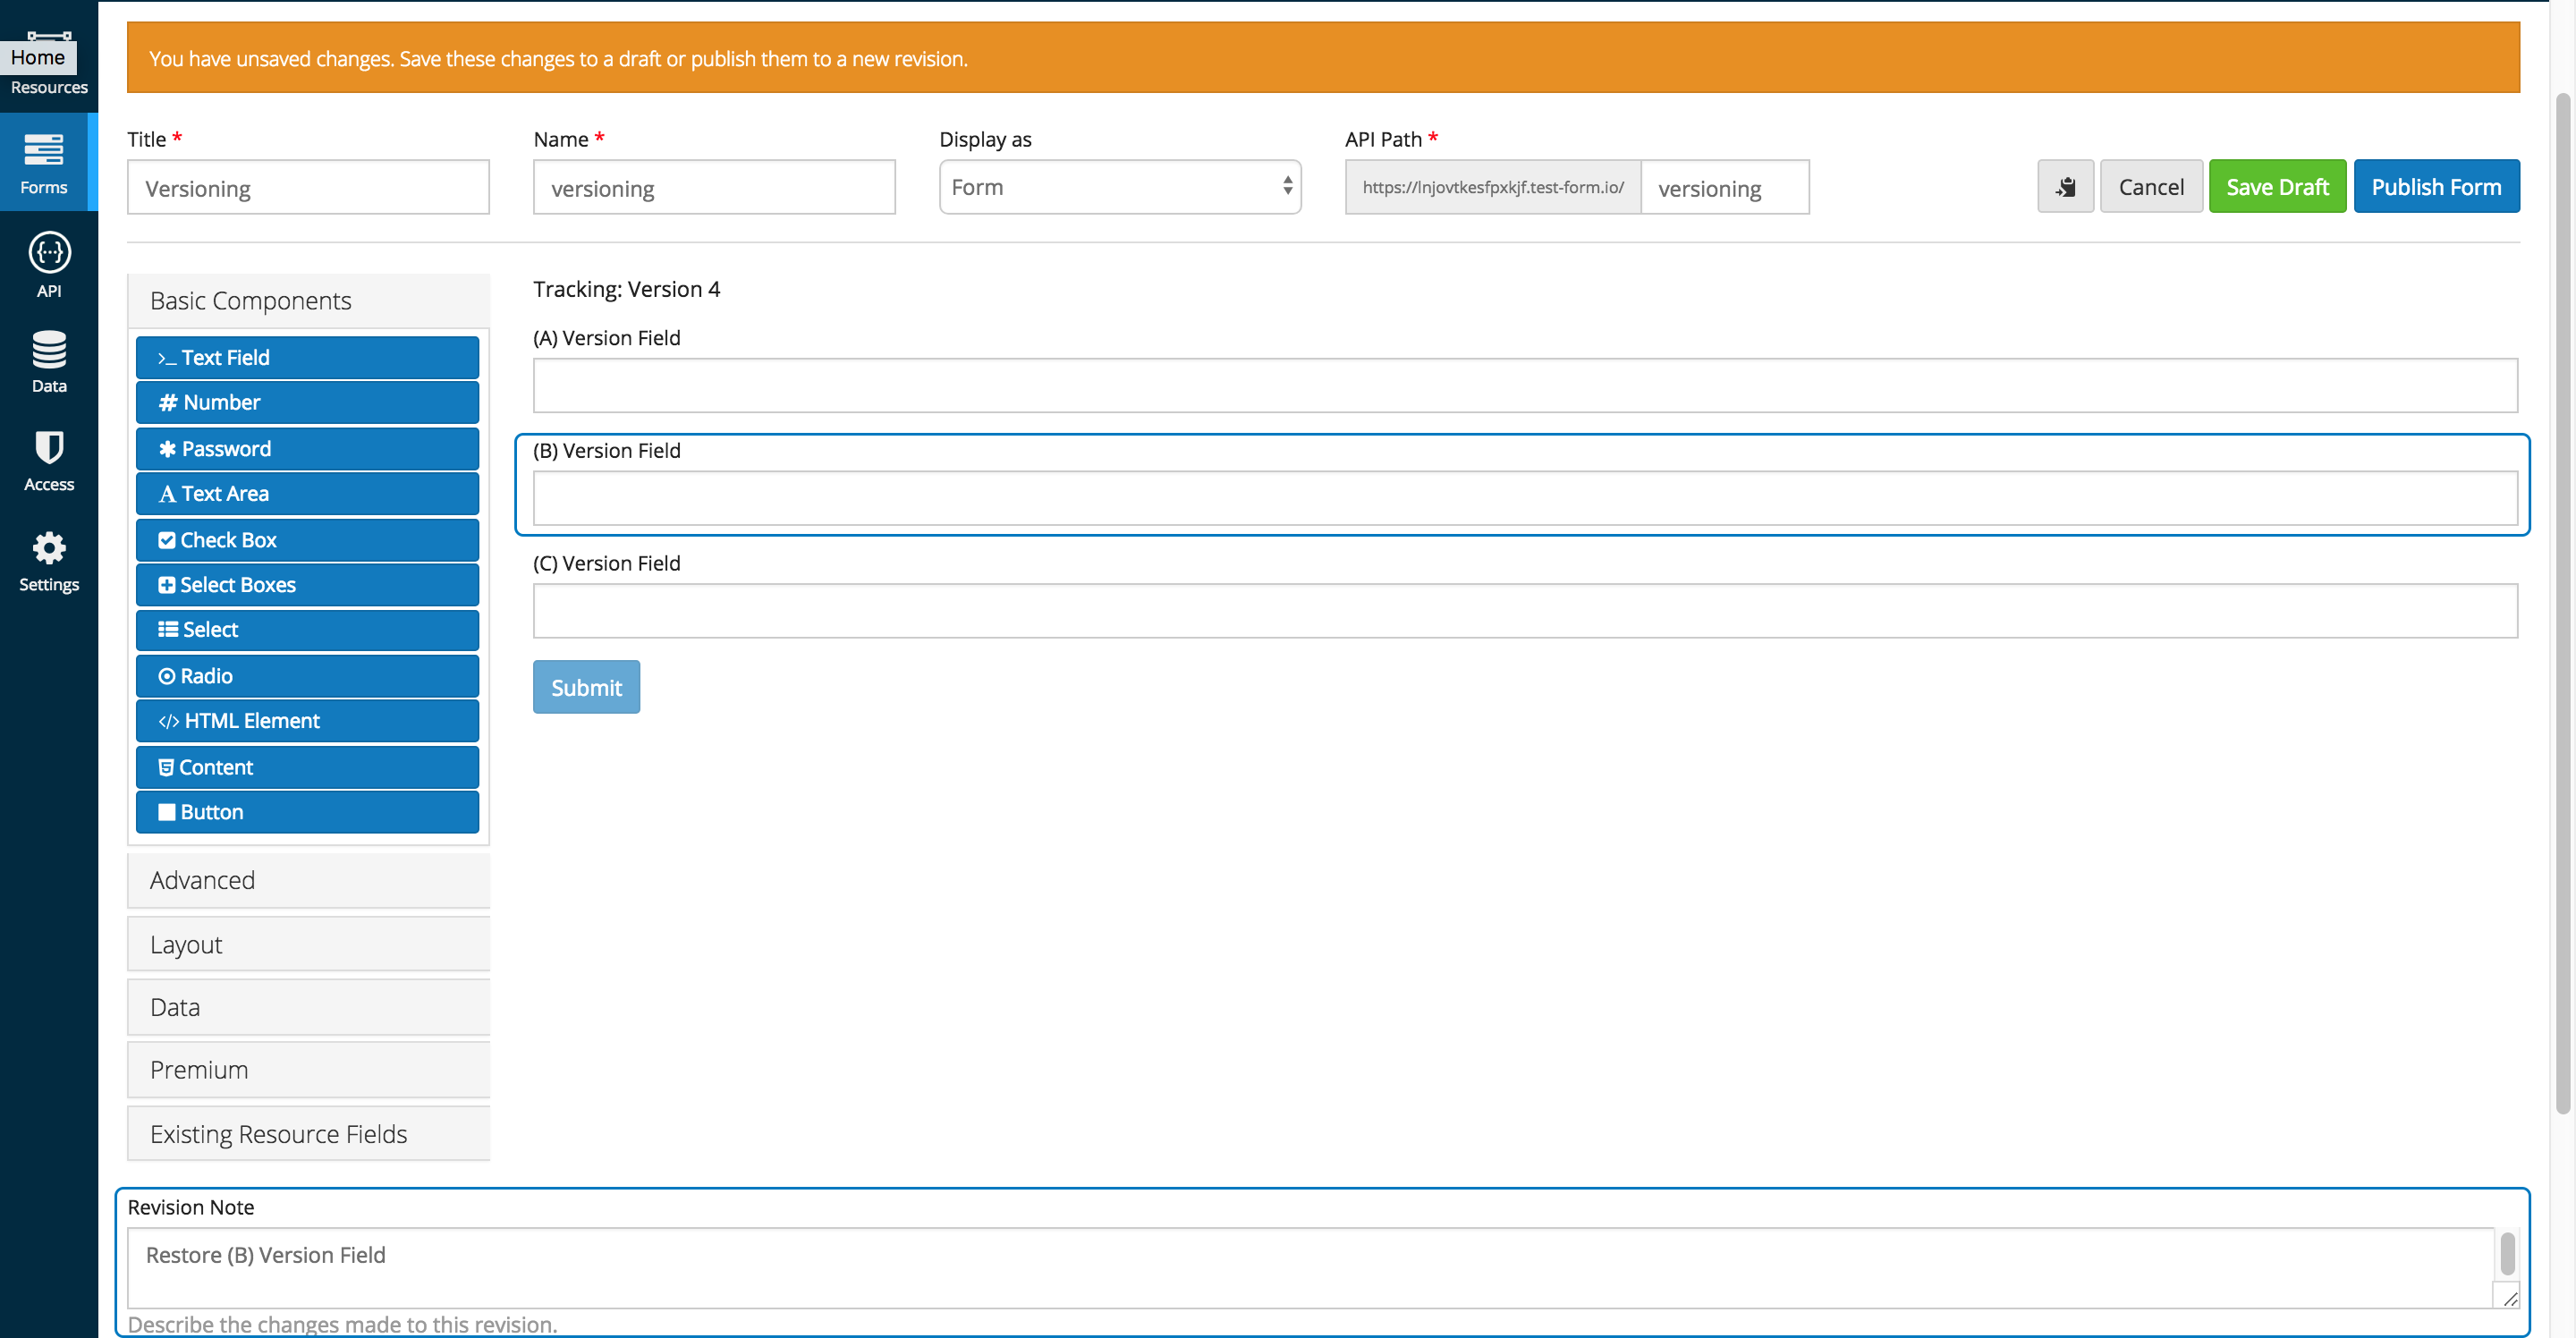 Home
Resources
Forms
API
Data
Access
Settings
You have unsaved changes. Save these changes to a draft or publish them to a new revision.
Title *
Name *
Display as
API Path *
Versioning
versioning
Form
https://lnjovtkesfpxkjf.test-form.io/
versioning
Cancel
Save Draft
Publish Form
Basic Components
Text Field
Number
Password
Text Area
Check Box
Select Boxes
Select
Radio
HTML Element
Content
Button
Advanced
Layout
Data
Premium
Existing Resource Fields
Tracking: Version 4
(A) Version Field
(B) Version Field
(C) Version Field
Submit
Revision Note
Restore (B) Version Field
Describe the changes made to this revision.